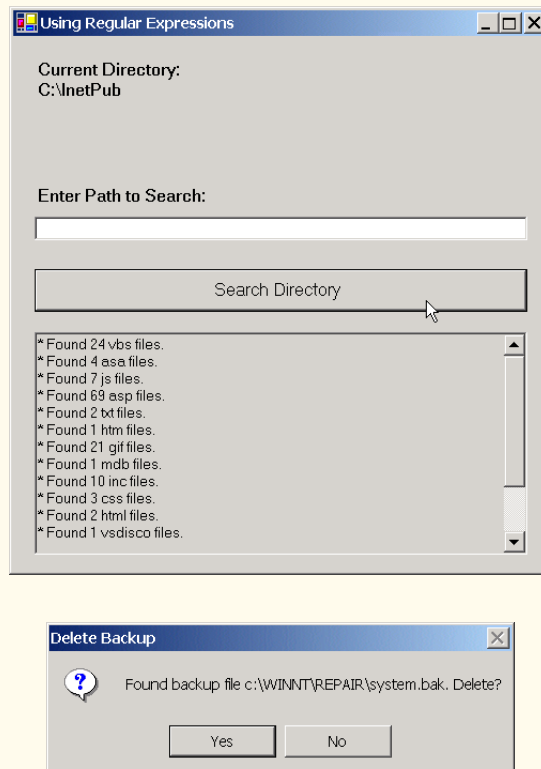 Using Regular Expressions
Current Directory:
C:\InetPub
Enter Path to Search:
Search Directory
* Found 24 vbs files.
* Found 4 asa files.
* Found 7 js files.
* Found 69 asp files.
* Found 2 txt files.
* Found 1 htm files.
* Found 21 gif files.
* Found 1 mdb files.
* Found 10 inc files.
* Found 3 css files.
* Found 2 html files.
* Found 1 vsdisco files.
Delete Backup
Found backup file c:\WINNT\REPAIR\system.bak. Delete?
Yes No